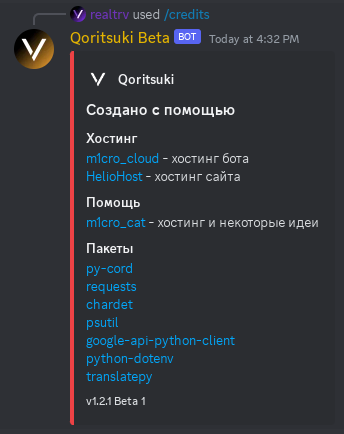 realtrv used /credits
Qoritsuki Beta BOT Today at 4:32 PM
Qoritsuki
Создано с помощью
Хостинг
m1cro_cloud - хостинг бота
HelioHost - хостинг сайта
Помощь
m1cro_cat - хостинг и некоторые идеи
Пакеты
py-cord
requests
chardet
psutil
google-api-python-client
python-dotenv
translatepy
v1.2.1 Beta 1